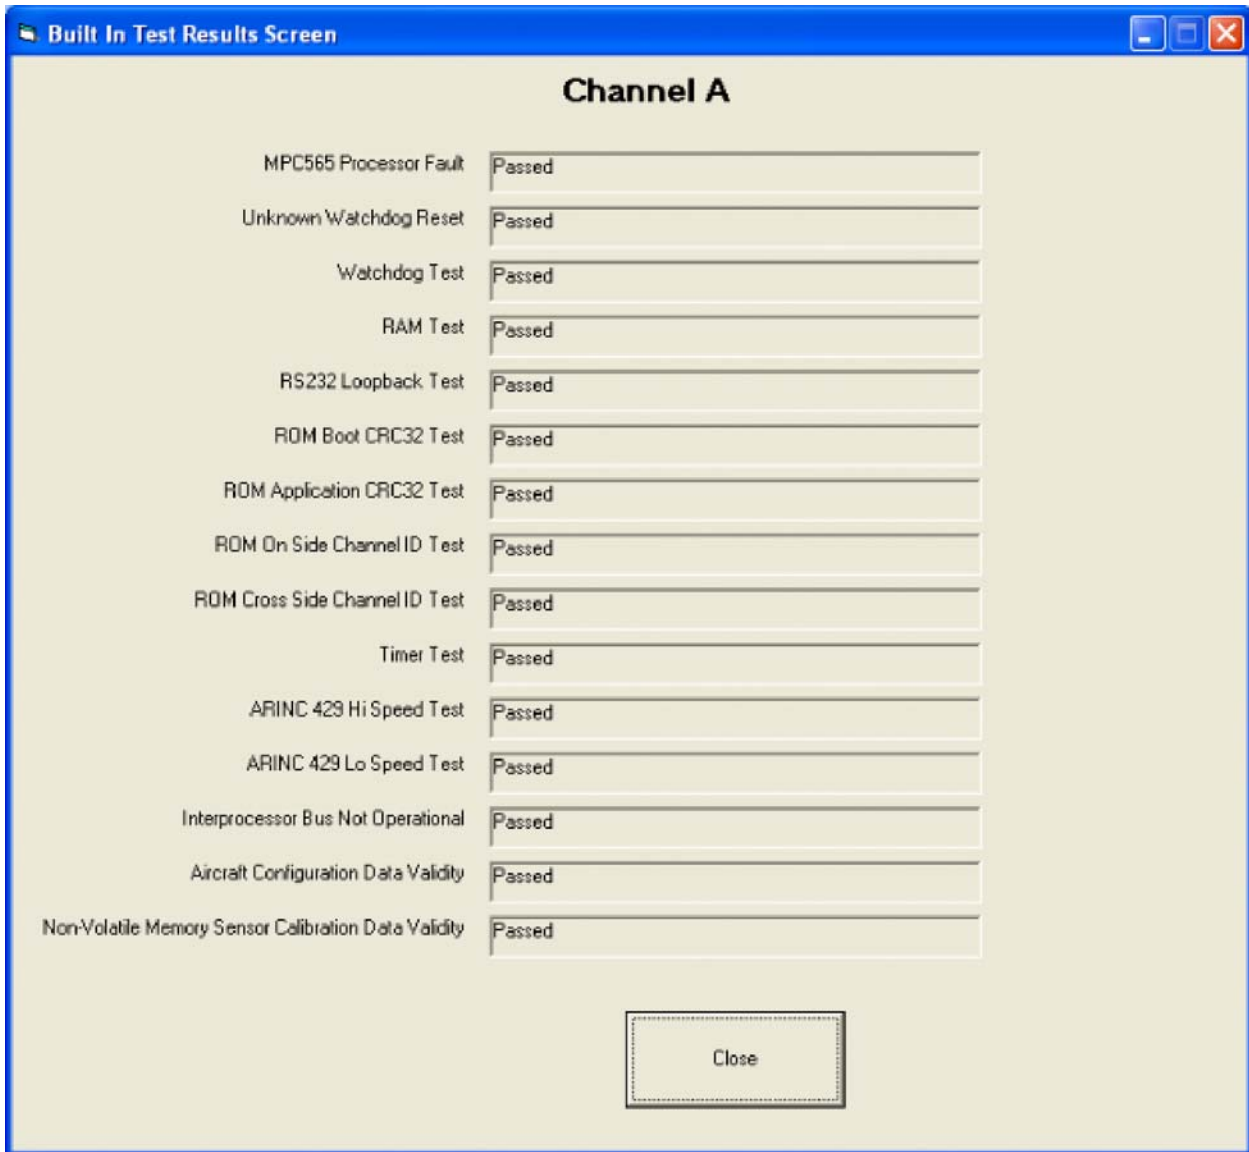 Built In Test Results Screen
Channel A
MPC565 Processor Fault Passed
Unknown Watchdog Reset Passed
Watchdog Test Passed
RAM Test Passed
RS232 Loopback Test Passed
ROM Boot CRC32 Test Passed
ROM Application CRC32 Test Passed
ROM On Side Channel ID Test Passed
ROM Cross Side Channel ID Test Passed
Timer Test Passed
ARINC 429 Hi Speed Test Passed
ARINC 429 Lo Speed Test Passed
Interprocessor Bus Not Operational Passed
Aircraft Configuration Data Validity Passed
Non-Volatile Memory Sensor Calibration Data Validity Passed
Close